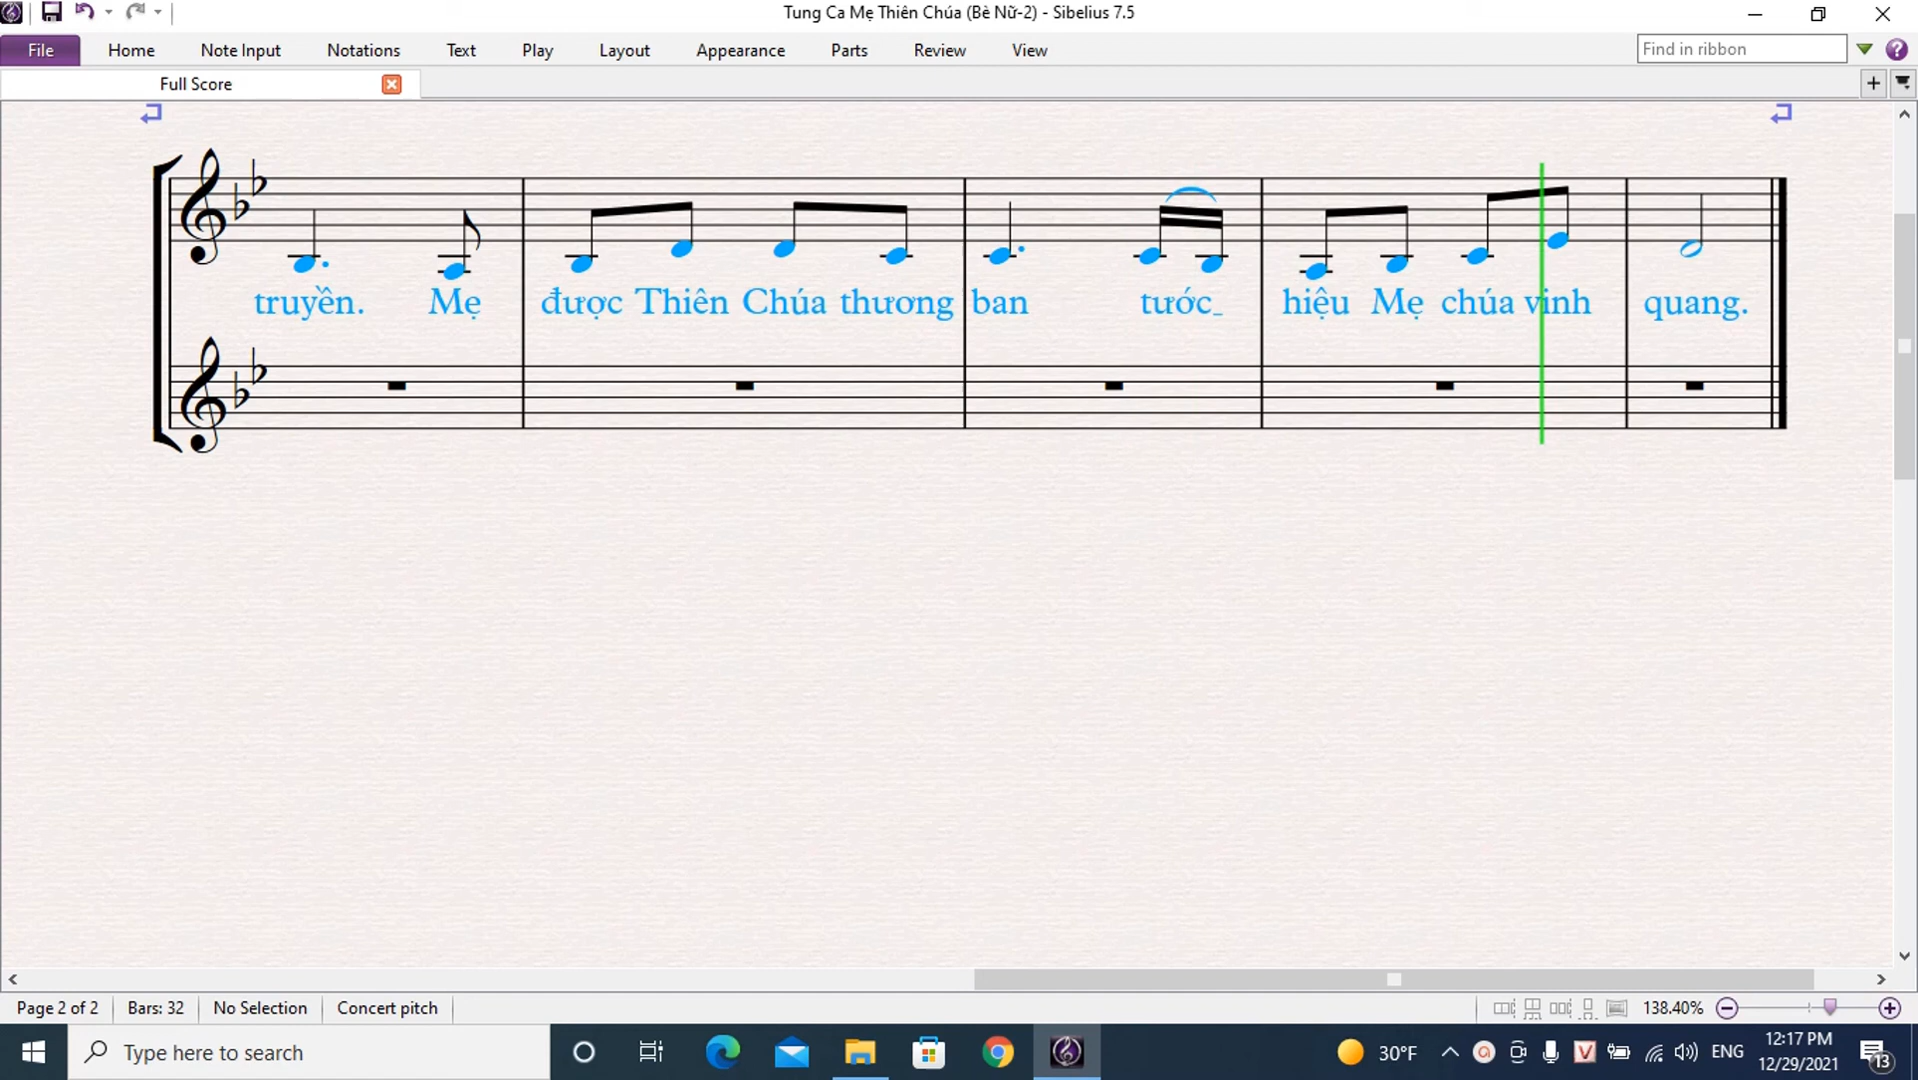 Tung Ca Mẹ Thiên Chúa (Bè Nữ-2) - Sibelius 7.5
File Home Note Input Notations Text Play Layout Appearance Parts Review View Find in ribbon
Full Score
truyền. Mẹ được Thiên Chúa thương ban tước_ hiệu Mẹ chúa vinh quang.
Page 2 of 2 Bars: 32 No Selection Concert pitch 138.40%
Type here to search 30°F ENG 12:17 PM
12/29/2021 13